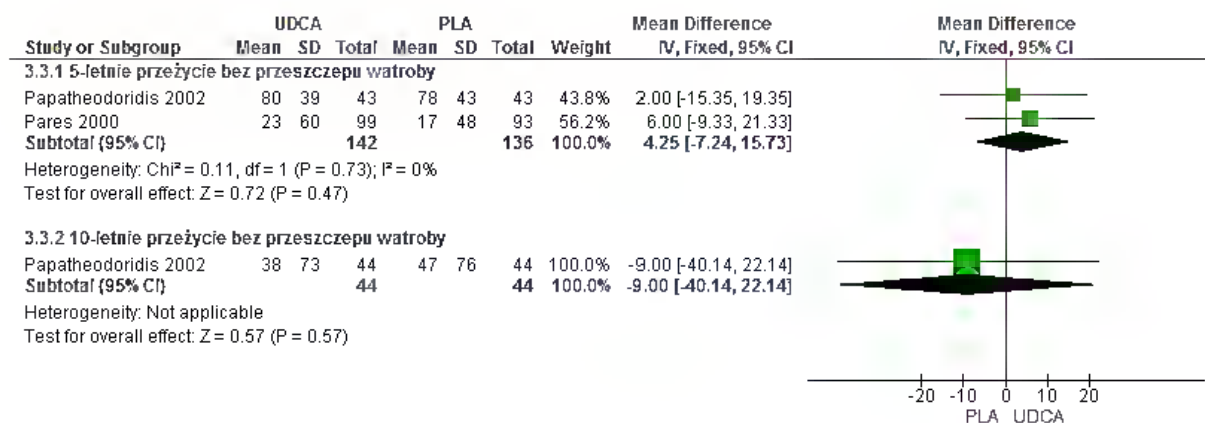 UDCA PLA Mean Difference Mean Difference
Study or Subgroup Mean SD Total Mean SD Total Weight IV, Fixed, 95% CI IV, Fixed, 95% CI
3.3.1 5-letnie przeżycie bez przeszczepu watroby
Papatheodoridis 2002 80 39 43 78 43 43 43.8% 2.00 [-15.35, 19.35]
Pares 2000 23 60 99 17 48 93 56.2% 6.00 [-9.33, 21.33]
Subtotal (95% CI) 142 136 100.0% 4.25 [-7.24, 15.73]
Heterogeneity: Chi² = 0.11, df = 1 (P = 0.73); I² = 0%
Test for overall effect: Z = 0.72 (P = 0.47)
3.3.2 10-letnie przeżycie bez przeszczepu watroby
Papatheodoridis 2002 38 73 44 47 76 44 100.0% -9.00 [-40.14, 22.14]
Subtotal (95% CI) 44 44 100.0% -9.00 [-40.14, 22.14]
Heterogeneity: Not applicable
Test for overall effect: Z = 0.57 (P = 0.57)
-20 -10 0 10 20
PLA UDCA